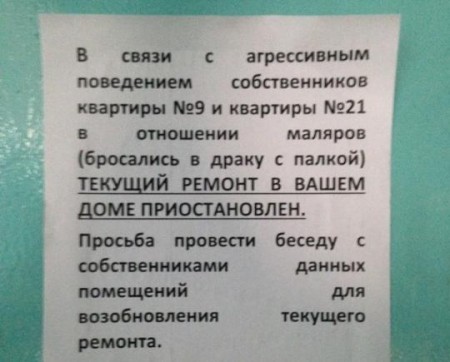 В связи с агрессивным
поведением собственников
квартиры №9 и квартиры №21
в отношении маляров
(бросались в драку с палкой)
ТЕКУЩИЙ РЕМОНТ В ВАШЕМ
ДОМЕ ПРИОСТАНОВЛЕН.
Просьба провести беседу с
собственниками данных
помещений для
возобновления текущего
ремонта.